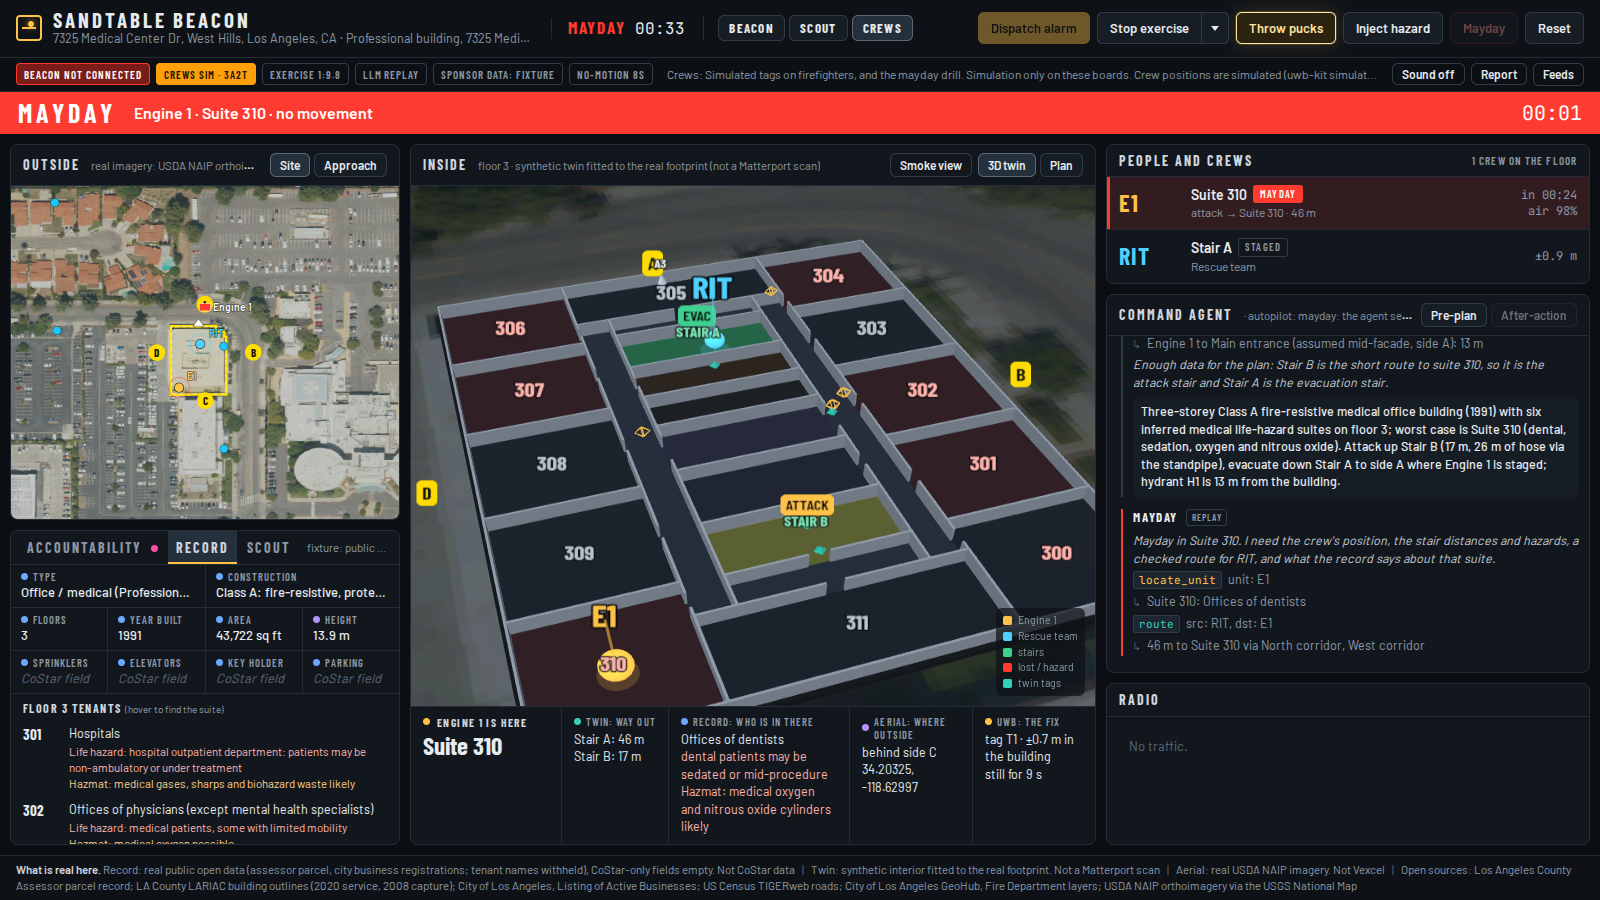 SANDTABLE BEACON
7325 Medical Center Dr, West Hills, Los Angeles, CA · Professional building, 7325 Medi...
MAYDAY 00:33
BEACON
SCOUT
CREWS
Dispatch alarm
Stop exercise
Throw pucks
Inject hazard
Mayday
Reset
BEACON NOT CONNECTED
CREWS SIM · 3A2T
EXERCISE 1:9.8
LLM REPLAY
SPONSOR DATA: FIXTURE
NO-MOTION 8S
Crews: Simulated tags on firefighters, and the mayday drill. Simulation only on these boards. Crew positions are simulated (uwb-kit simulat...
Sound off
Report
Feeds
MAYDAY Engine 1 · Suite 310 · no movement 00:01
OUTSIDE real imagery: USDA NAIP orthoi...
Site
Approach
Engine 1
RIT
D
B
E1
C
INSIDE floor 3 · synthetic twin fitted to the real footprint (not a Matterport scan)
Smoke view
3D twin
Plan
A
A3
304
305
RIT
306
EVAC
STAIR A
303
307
302
B
308
301
D
ATTACK
STAIR B
309
300
E1
311
310
Engine 1
Rescue team
stairs
lost / hazard
twin tags
ENGINE 1 IS HERE
Suite 310
TWIN: WAY OUT
Stair A: 46 m
Stair B: 17 m
RECORD: WHO IS IN THERE
Offices of dentists
dental patients may be
sedated or mid-procedure
Hazmat: medical oxygen
and nitrous oxide cylinders
likely
AERIAL: WHERE
OUTSIDE
behind side C
34.20325,
-118.62997
UWB: THE FIX
tag T1 · ±0.7 m in
the building
still for 9 s
ACCOUNTABILITY
RECORD
SCOUT
fixture: public ...
TYPE
Office / medical (Profession...
CONSTRUCTION
Class A: fire-resistive, prote...
FLOORS
3
YEAR BUILT
1991
AREA
43,722 sq ft
HEIGHT
13.9 m
SPRINKLERS
CoStar field
ELEVATORS
CoStar field
KEY HOLDER
CoStar field
PARKING
CoStar field
FLOOR 3 TENANTS (hover to find the suite)
301 Hospitals
Life hazard: hospital outpatient department: patients may be
non-ambulatory or under treatment
Hazmat: medical gases, sharps and biohazard waste likely
302 Offices of physicians (except mental health specialists)
Life hazard: medical patients, some with limited mobility
Hazmat: medical oxygen possible
PEOPLE AND CREWS 1 CREW ON THE FLOOR
E1 Suite 310 MAYDAY in 00:24
attack → Suite 310 · 46 m air 98%
RIT Stair A STAGED ±0.9 m
Rescue team
COMMAND AGENT · autopilot: mayday: the agent se...
Pre-plan
After-action
↳ Engine 1 to Main entrance (assumed mid-facade, side A): 13 m
Enough data for the plan: Stair B is the short route to suite 310, so it is the
attack stair and Stair A is the evacuation stair.
Three-storey Class A fire-resistive medical office building (1991) with six
inferred medical life-hazard suites on floor 3; worst case is Suite 310 (dental,
sedation, oxygen and nitrous oxide). Attack up Stair B (17 m, 26 m of hose via
the standpipe), evacuate down Stair A to side A where Engine 1 is staged;
hydrant H1 is 13 m from the building.
MAYDAY REPLAY
Mayday in Suite 310. I need the crew's position, the stair distances and hazards, a
checked route for RIT, and what the record says about that suite.
locate_unit unit: E1
↳ Suite 310: Offices of dentists
route src: RIT, dst: E1
↳ 46 m to Suite 310 via North corridor, West corridor
RADIO
No traffic.
What is real here. Record: real public open data (assessor parcel, city business registrations; tenant names withheld), CoStar-only fields empty. Not CoStar data | Twin: synthetic interior fitted to the real footprint. Not a Matterport scan | Aerial: real USDA NAIP imagery. Not Vexcel | Open sources: Los Angeles County
Assessor parcel record; LA County LARIAC building outlines (2020 service, 2008 capture); City of Los Angeles, Listing of Active Businesses; US Census TIGERweb roads; City of Los Angeles GeoHub, Fire Department layers; USDA NAIP orthoimagery via the USGS National Map